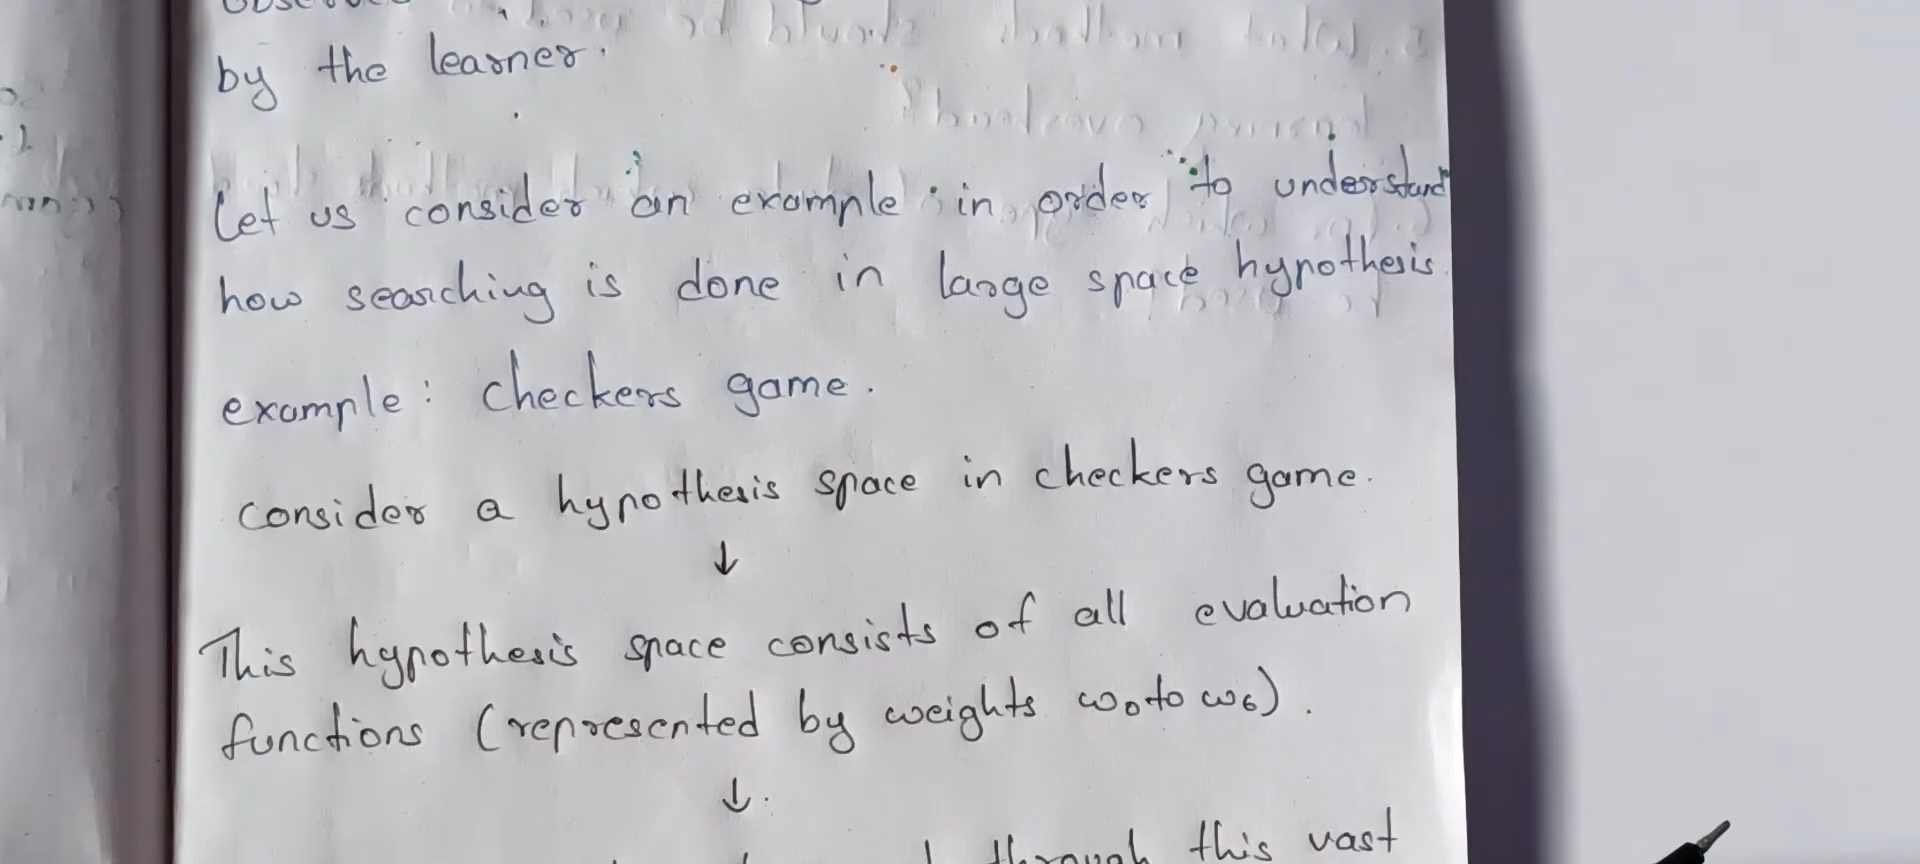 by the learner.
Let us consider an example in order to understand
how searching is done in large space hypothesis.
example: checkers game.
consider a hypothesis space in checkers game.
↓
This hypothesis space consists of all evaluation
functions (represented by weights w0 to w6).
↓.
through this vast